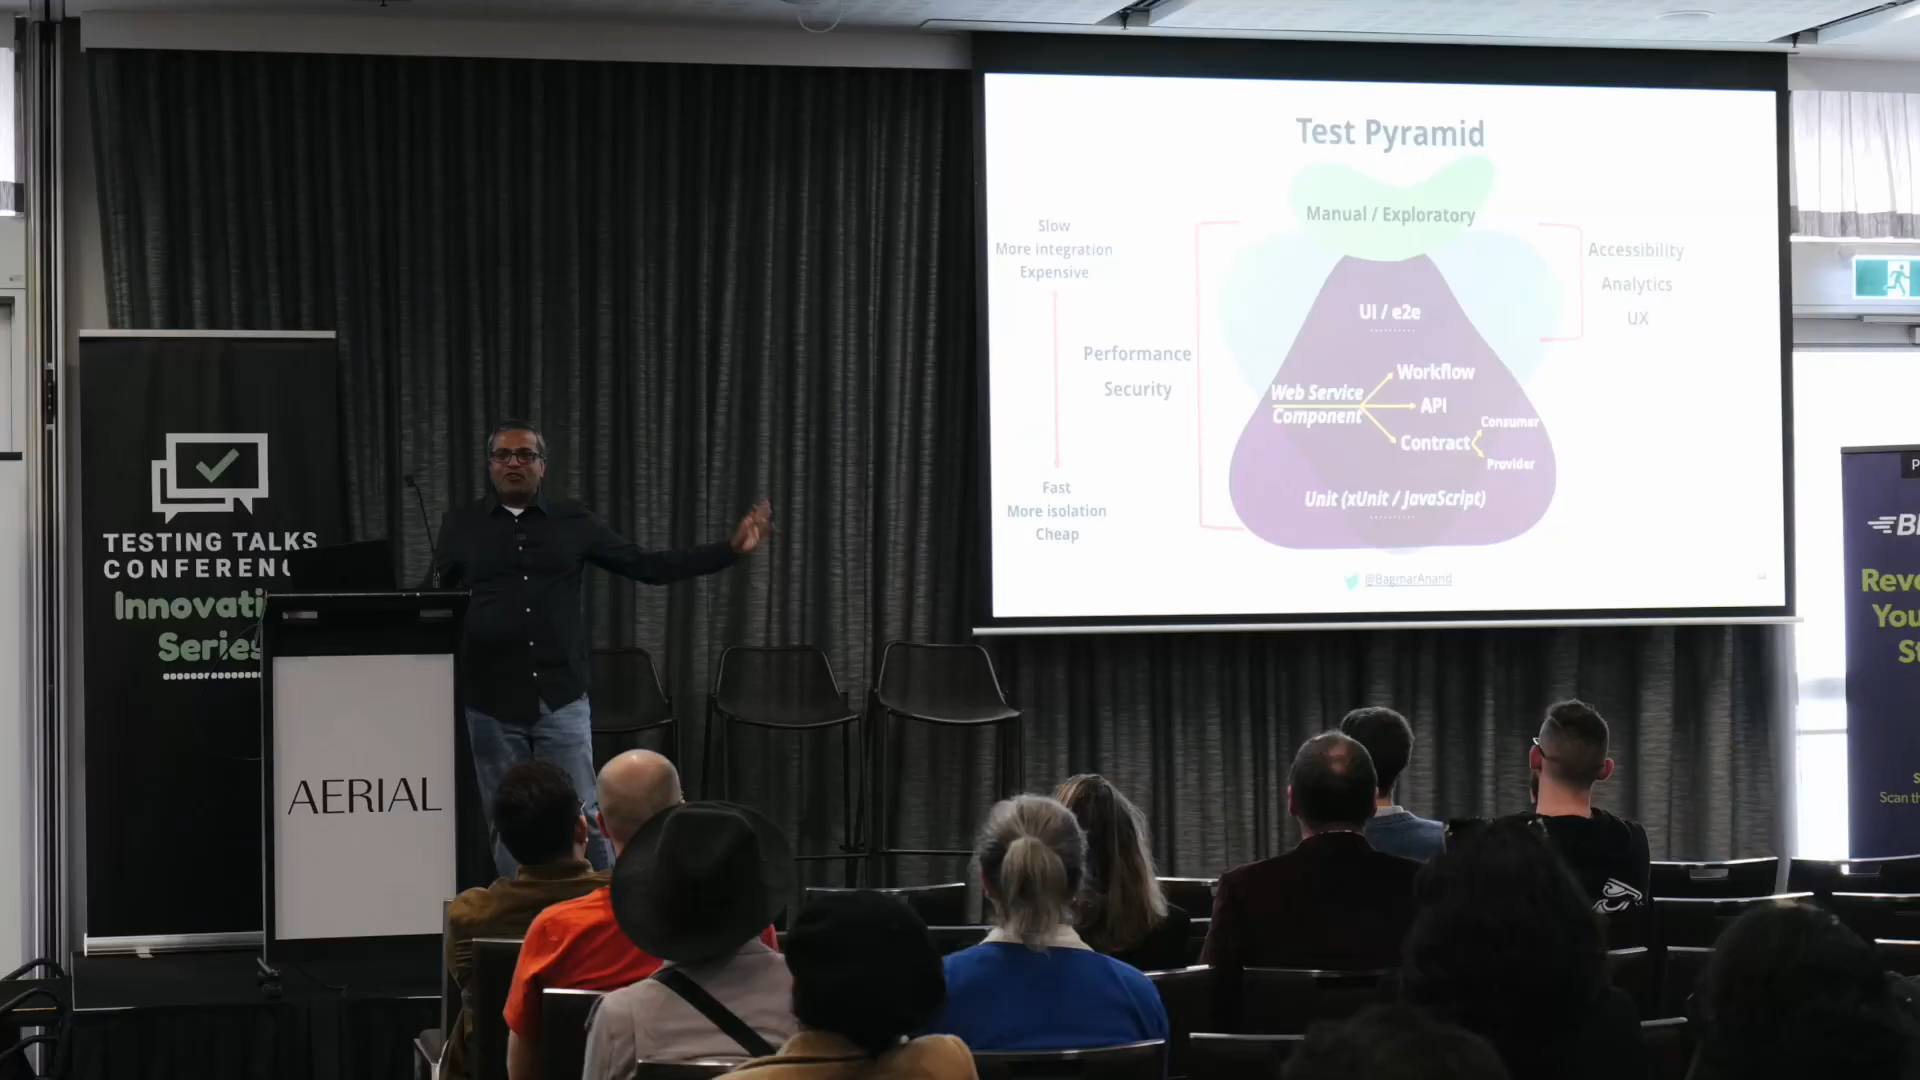 TESTING TALKS
CONFERENC
Innovati
Series
AERIAL
Test Pyramid
Manual / Exploratory
Slow
More integration
Expensive
Performance
Security
Fast
More isolation
Cheap
Accessibility
Analytics
UX
UI / e2e
Web Service
Component
Workflow
API
Contract
Consumer
Provider
Unit (xUnit / JavaScript)
@BagmarAnand
P
Reve
You
St
Scan th